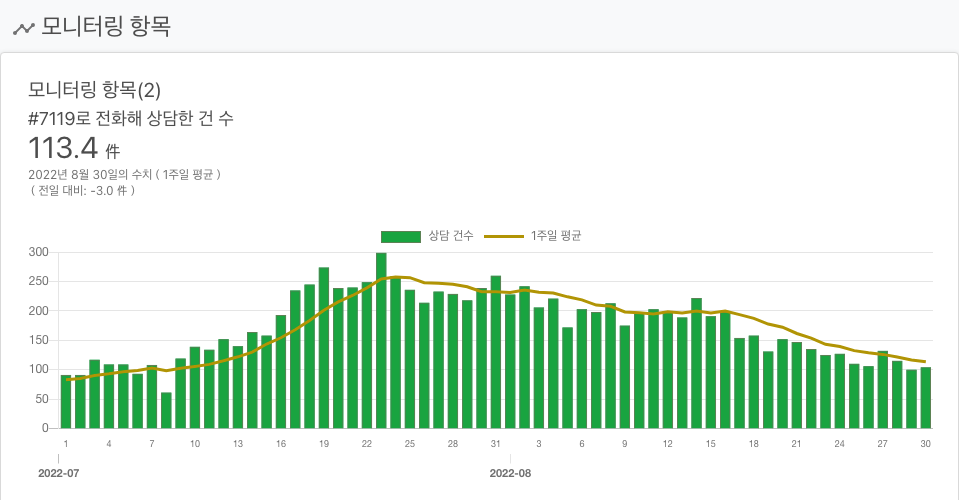 모니터링 항목
모니터링 항목(2)
#7119로 전화해 상담한 건 수
113.4 件
2022년 8월 30일의 수치 ( 1주일 평균 )
( 전일 대비: -3.0 件 )
상담 건수 1주일 평균
300
250
200
150
100
50
0
1 4 7 10 13 16 19 22 25 28 31 3 6 9 12 15 18 21 24 27 30
2022-07 2022-08